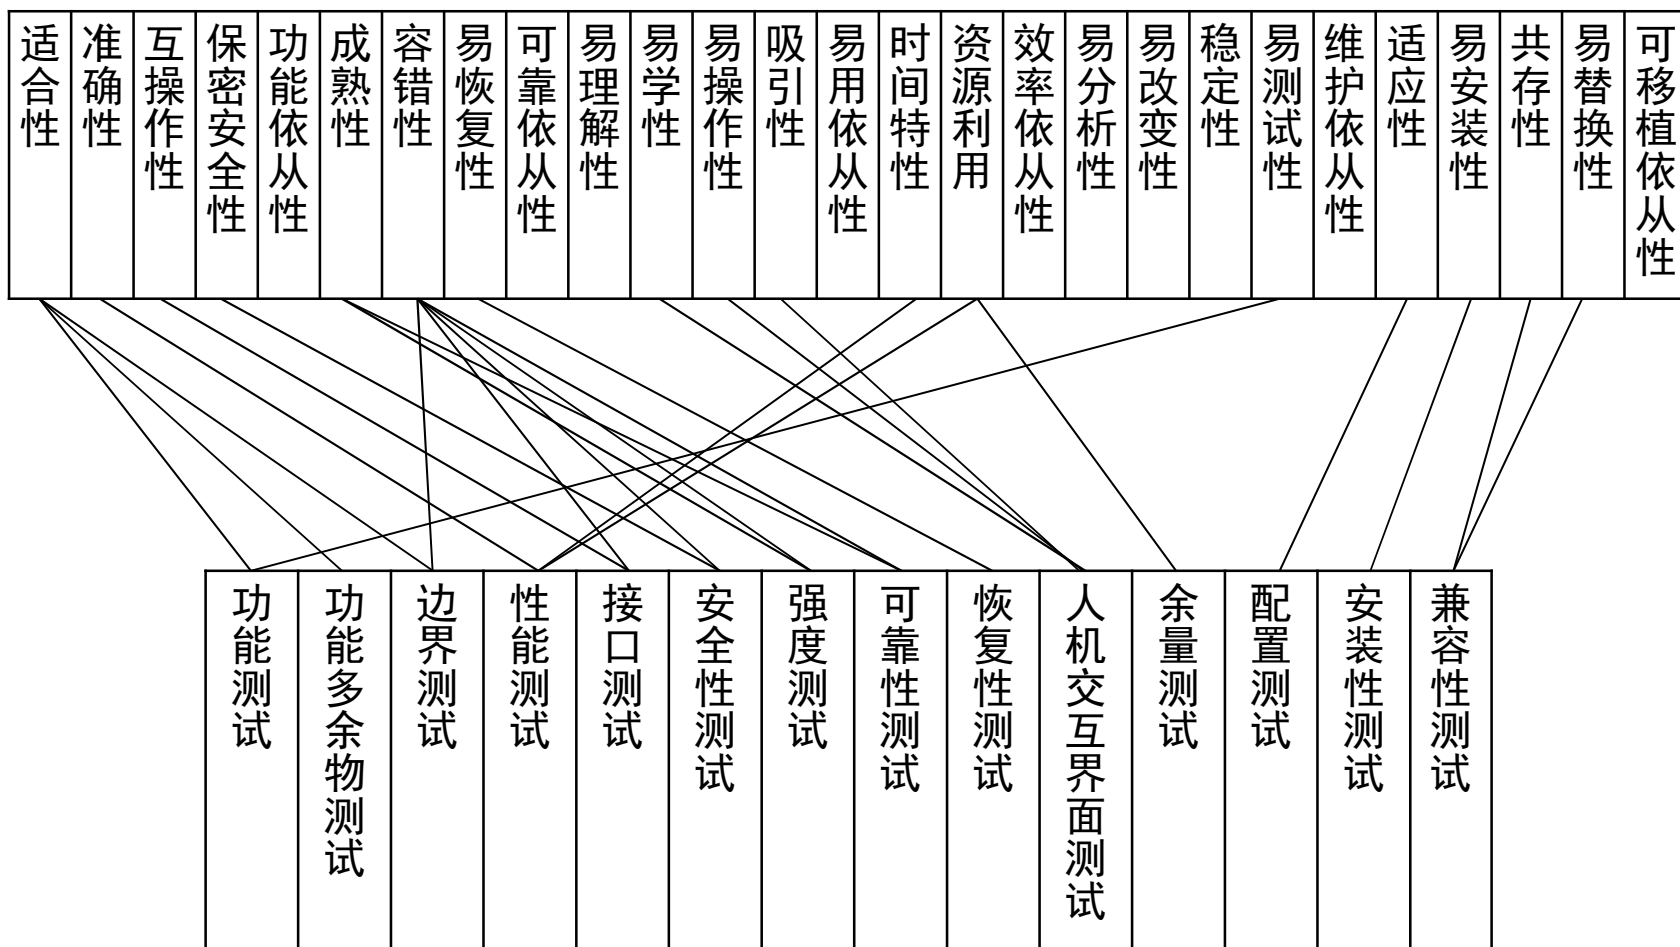 适合性
准确性
互操作性
保密安全性
功能依从性
成熟性
容错性
易恢复性
可靠依从性
易理解性
易学性
易操作性
吸引性
易用依从性
时间特性
资源利用
效率依从性
易分析性
易改变性
稳定性
易测试性
维护依从性
适应性
易安装性
共存性
易替换性
可移植依从性
功能测试
功能多余物测试
边界测试
性能测试
接口测试
安全性测试
强度测试
可靠性测试
恢复性测试
人机交互界面测试
余量测试
配置测试
安装性测试
兼容性测试